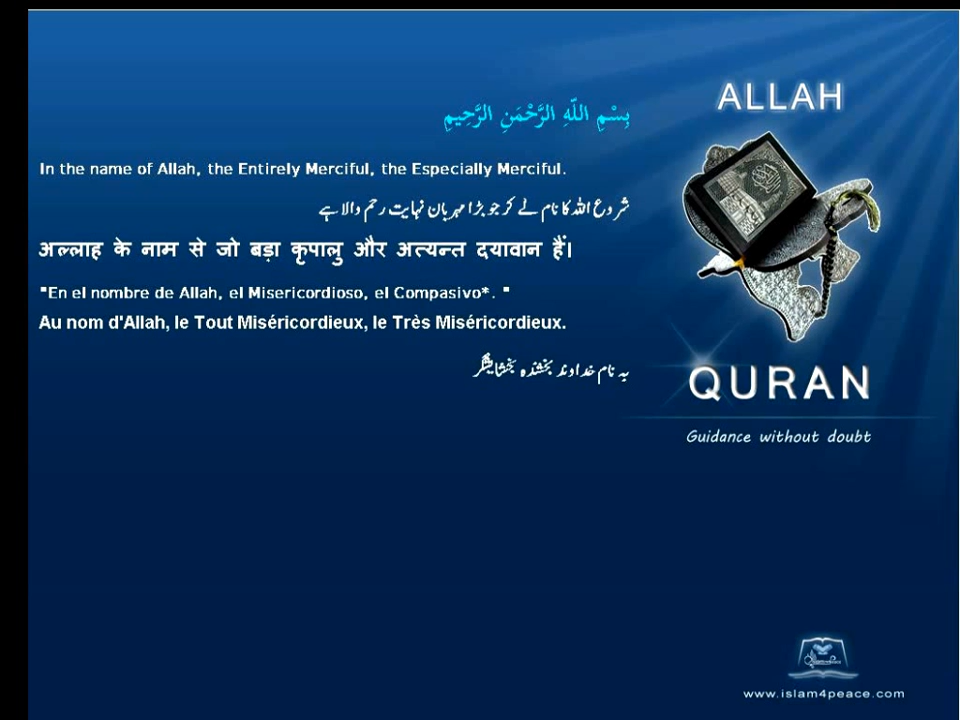 بِسْمِ اللّهِ الرَّحْمَنِ الرَّحِيمِ
In the name of Allah, the Entirely Merciful, the Especially Merciful.
شروع الله کا نام لے کر جو بڑا مہربان نہایت رحم والا ہے
अल्लाह के नाम से जो बड़ा कृपालु और अत्यन्त दयावान हैं।
"En el nombre de Allah, el Misericordioso, el Compasivo*. "
Au nom d'Allah, le Tout Miséricordieux, le Très Miséricordieux.
به نام خداوند بخشنده بخشایشگر
ALLAH
QURAN
Guidance without doubt
www.islam4peace.com